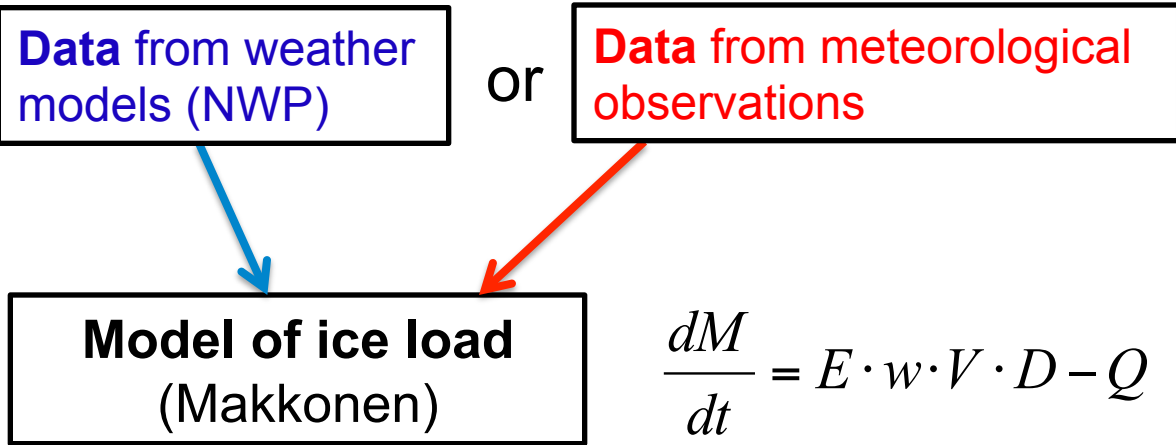 Data from weather
models (NWP)
or
Data from meteorological
observations
Model of ice load
(Makkonen)
dM/dt = E · w · V · D − Q